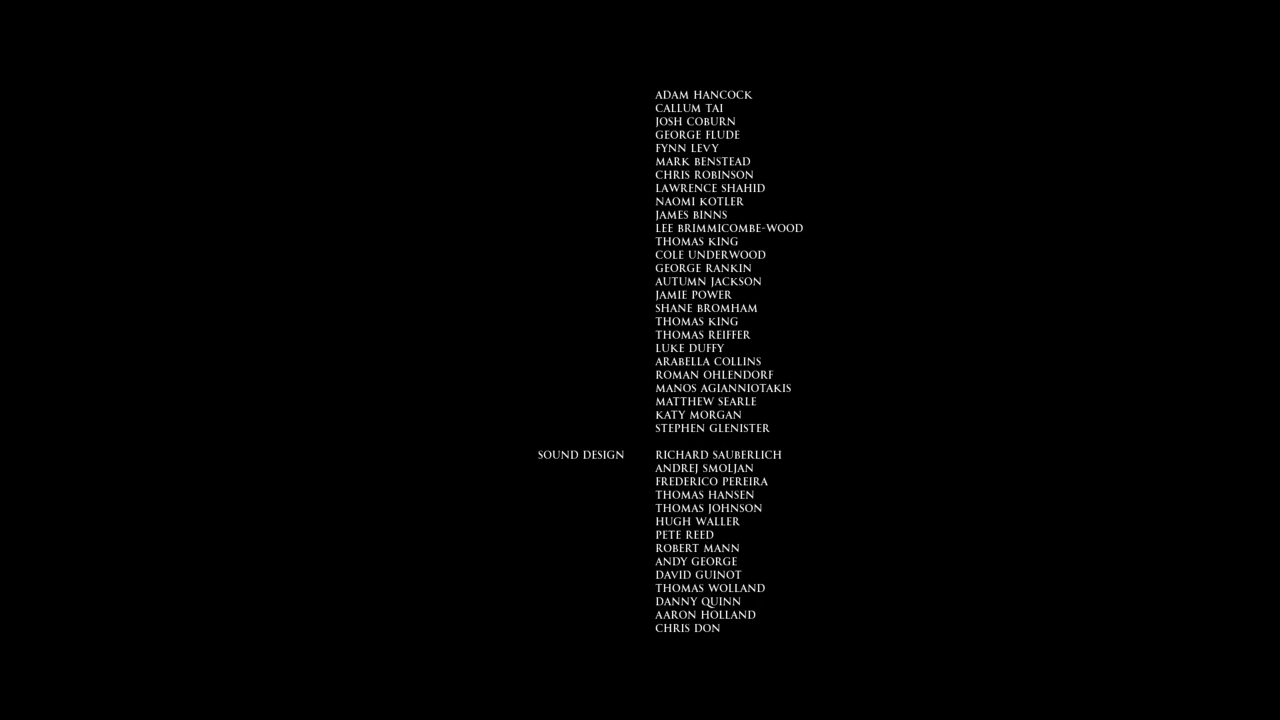 ADAM HANCOCK
CALLUM TAI
JOSH COBURN
GEORGE FLUDE
FYNN LEVY
MARK BENSTEAD
CHRIS ROBINSON
LAWRENCE SHAHID
NAOMI KOTLER
JAMES BINNS
LEE BRIMMICOMBE-WOOD
THOMAS KING
COLE UNDERWOOD
GEORGE RANKIN
AUTUMN JACKSON
JAMIE POWER
SHANE BROMHAM
THOMAS KING
THOMAS REIFFER
LUKE DUFFY
ARABELLA COLLINS
ROMAN OHLENDORF
MANOS AGIANNIOTAKIS
MATTHEW SEARLE
KATY MORGAN
STEPHEN GLENISTER
SOUND DESIGN RICHARD SAUBERLICH
ANDREJ SMOLJAN
FREDERICO PEREIRA
THOMAS HANSEN
THOMAS JOHNSON
HUGH WALLER
PETE REED
ROBERT MANN
ANDY GEORGE
DAVID GUINOT
THOMAS WOLLAND
DANNY QUINN
AARON HOLLAND
CHRIS DON